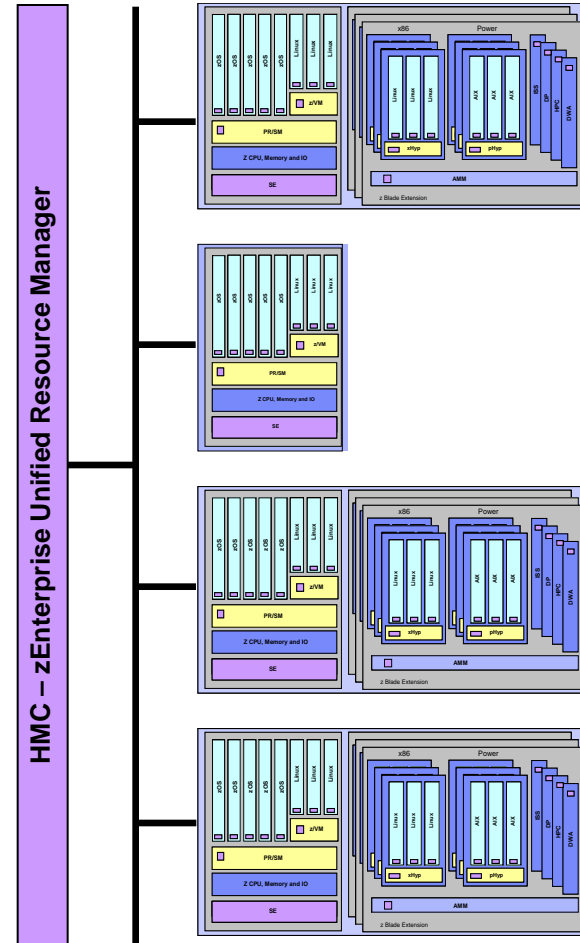 HMC – zEnterprise Unified Resource Manager
x86 Power
zOS zOS zOS zOS zOS Linux Linux Linux
Linux Linux Linux AIX AIX AIX
ISS DP HPC DWA
z/VM
PR/SM
xHyp pHyp
Z CPU, Memory and IO
AMM
SE
z Blade Extension
zOS zOS zOS zOS zOS Linux Linux Linux
z/VM
PR/SM
Z CPU, Memory and IO
SE
x86 Power
zOS zOS z OS z OS z OS Linux Linux Linux
Linux Linux Linux AIX AIX AIX
ISS DP HPC DWA
z/VM
PR/SM
xHyp pHyp
Z CPU, Memory and IO
AMM
SE
z Blade Extension
x86 Power
zOS zOS z OS z OS zOS Linux Linux Linux
Linux Linux Linux AIX AIX AIX
ISS DP HPC DWA
z/VM
PR/SM
xHyp pHyp
Z CPU, Memory and IO
AMM
SE
z Blade Extension